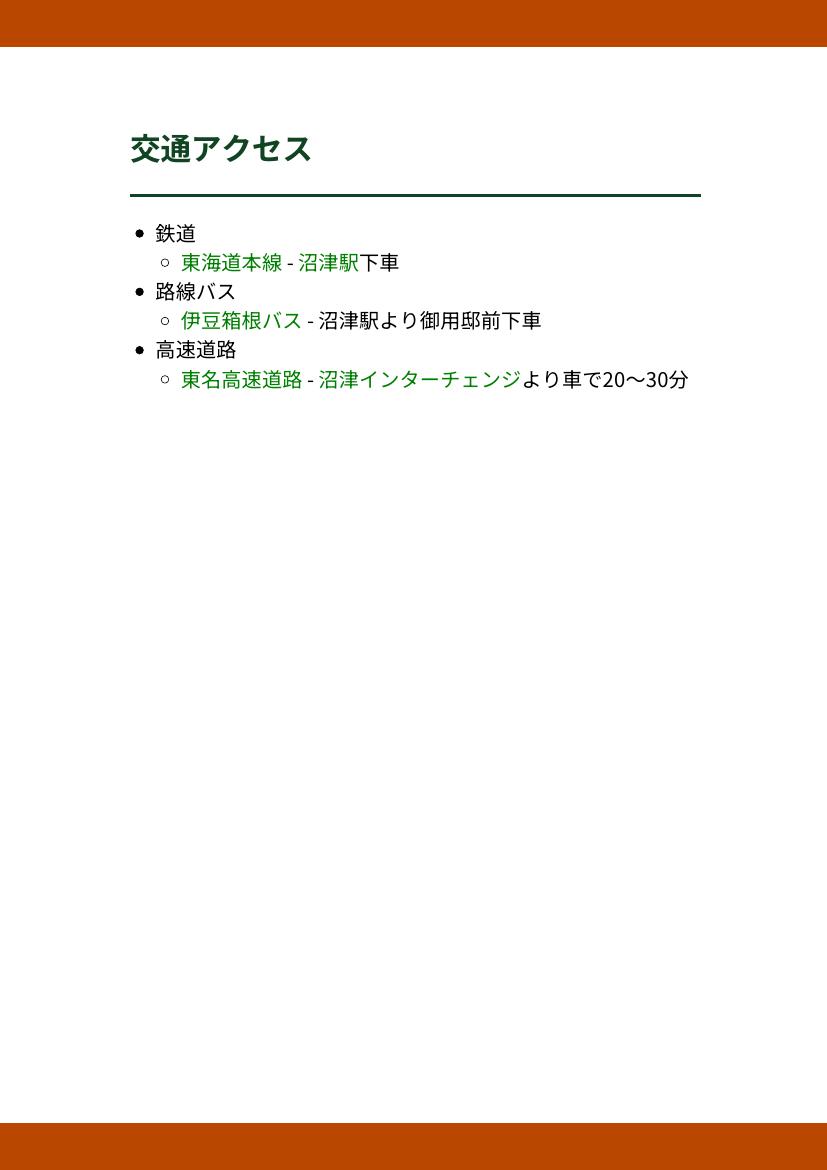 交通アクセス
鉄道
東海道本線 - 沼津駅下車
路線バス
伊豆箱根バス - 沼津駅より御用邸前下車
高速道路
東名高速道路 - 沼津インターチェンジより車で20〜30分